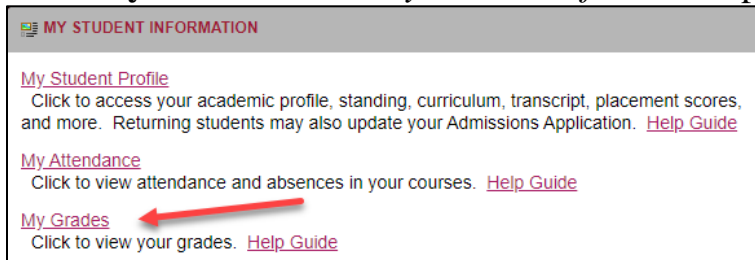 MY STUDENT INFORMATION
My Student Profile
Click to access your academic profile, standing, curriculum, transcript, placement scores,
and more. Returning students may also update your Admissions Application. Help Guide
My Attendance
Click to view attendance and absences in your courses. Help Guide
My Grades
Click to view your grades. Help Guide